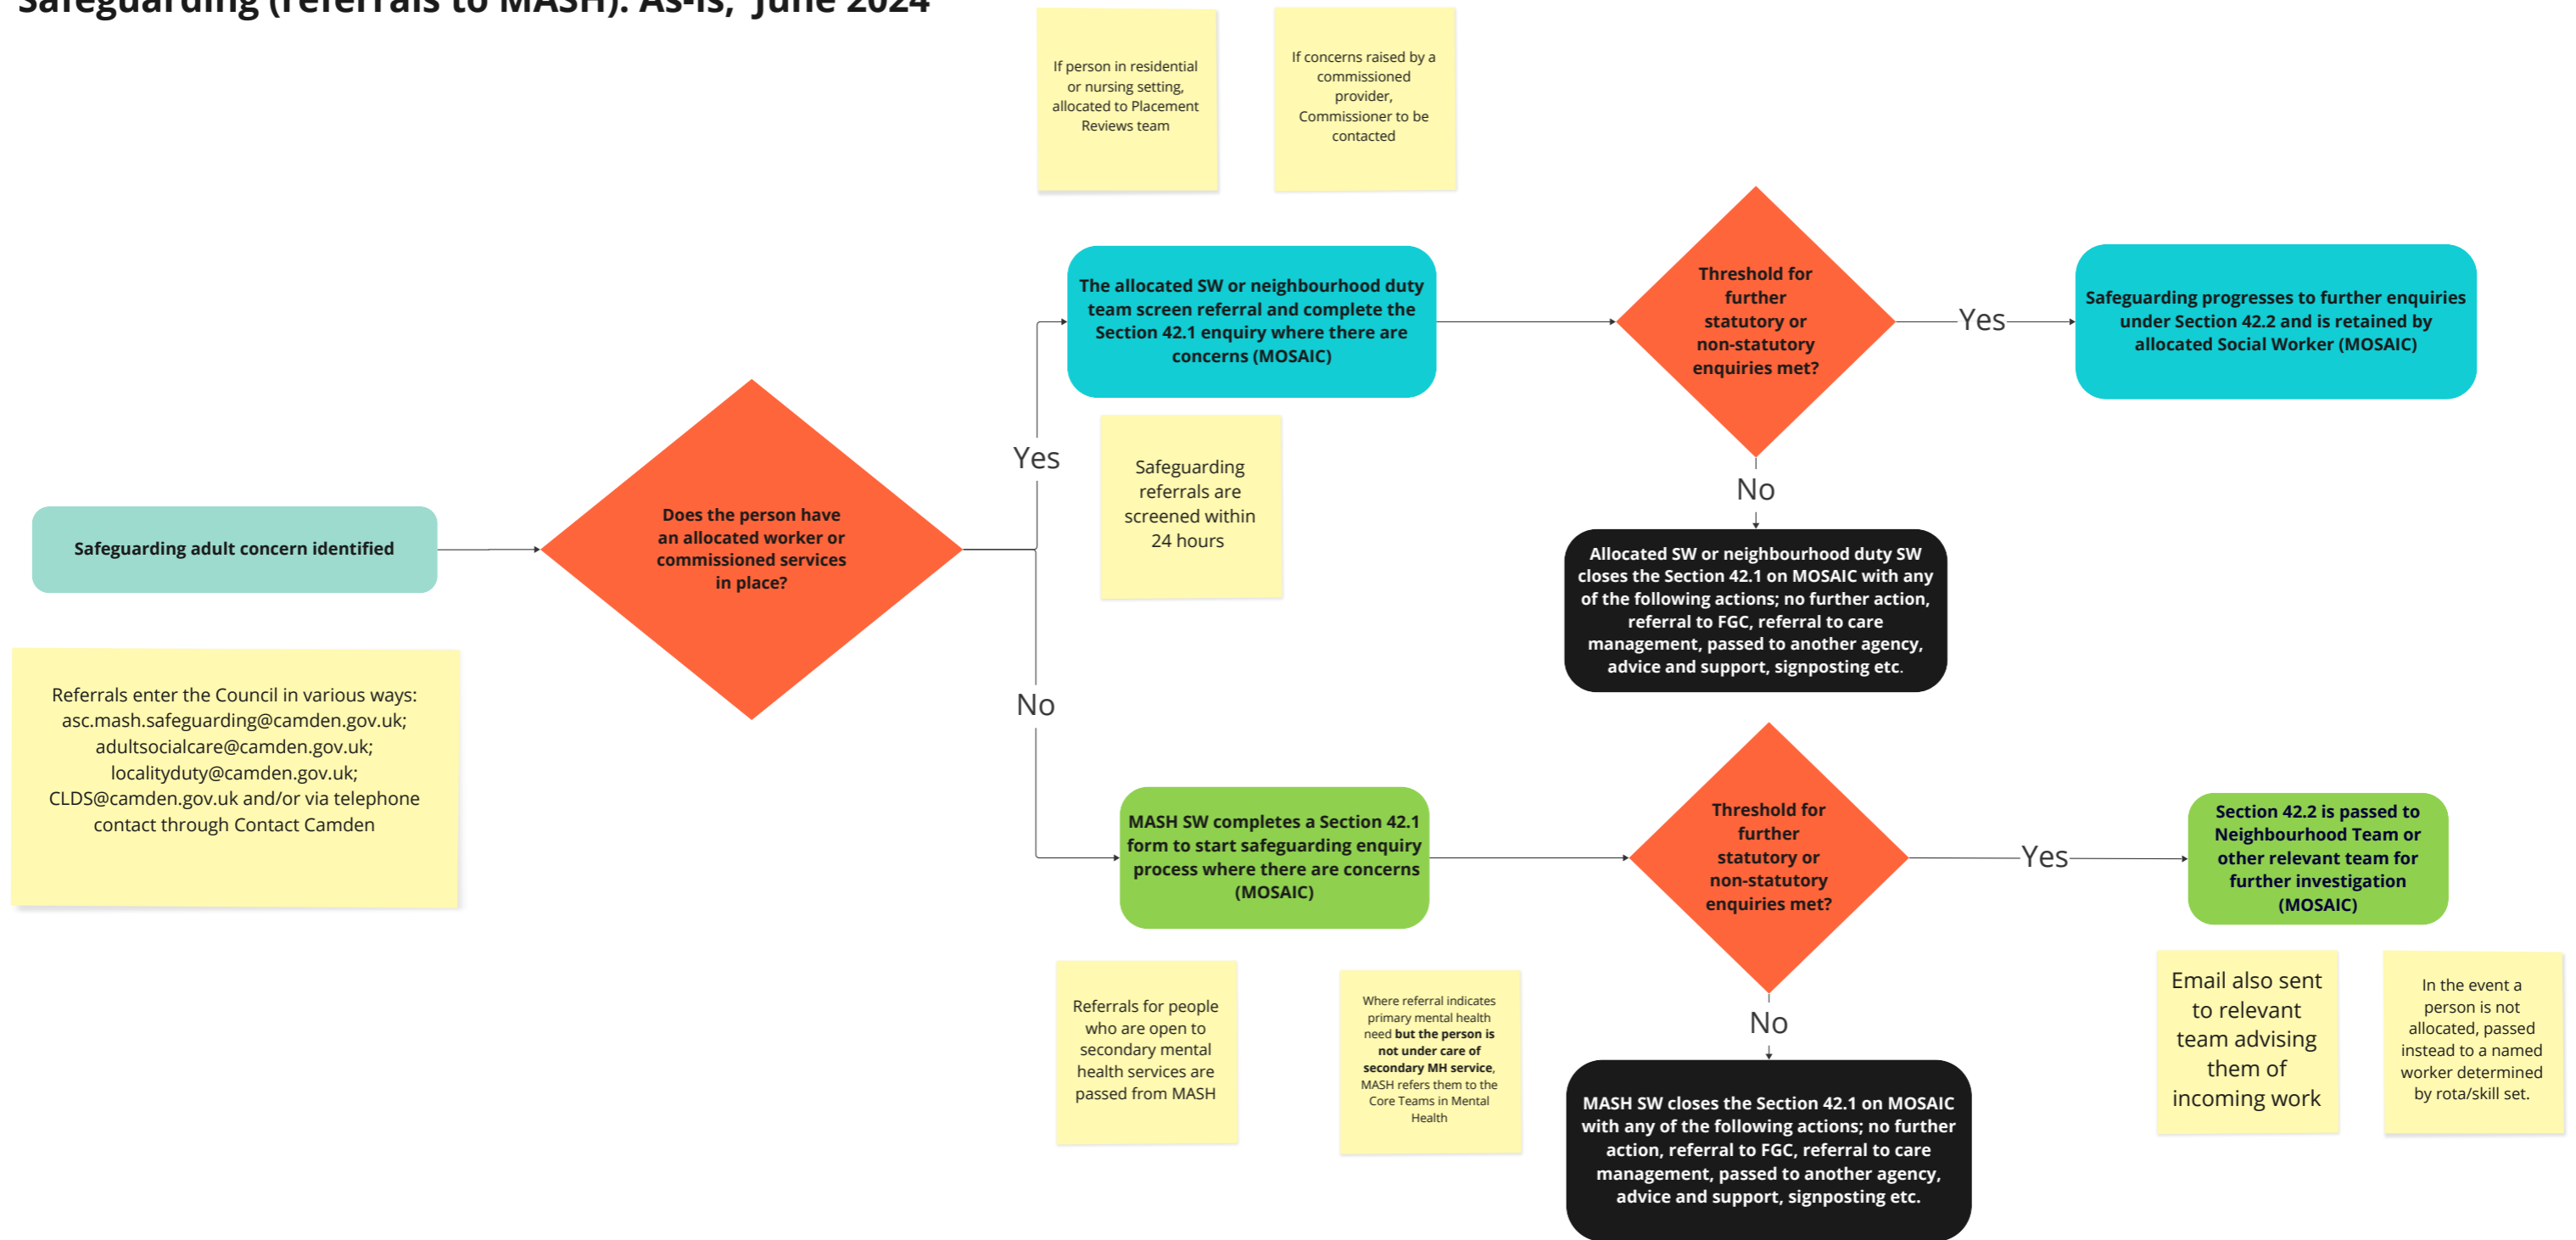 Safeguarding (referrals to MASH): As-is, June 2024
If person in residential
or nursing setting,
allocated to Placement
Reviews team
If concerns raised by a
commissioned
provider,
Commissioner to be
contacted
The allocated SW or neighbourhood duty
team screen referral and complete the
Section 42.1 enquiry where there are
concerns (MOSAIC)
Threshold for
further
statutory or
non-statutory
enquiries met?
Yes
Safeguarding progresses to further enquiries
under Section 42.2 and is retained by
allocated Social Worker (MOSAIC)
Yes
Safeguarding
referrals are
screened within
24 hours
No
Safeguarding adult concern identified
Does the person have
an allocated worker or
commissioned services
in place?
Allocated SW or neighbourhood duty SW
closes the Section 42.1 on MOSAIC with any
of the following actions; no further action,
referral to FGC, referral to care
management, passed to another agency,
advice and support, signposting etc.
Referrals enter the Council in various ways:
asc.mash.safeguarding@camden.gov.uk;
adultsocialcare@camden.gov.uk;
localityduty@camden.gov.uk;
CLDS@camden.gov.uk and/or via telephone
contact through Contact Camden
No
MASH SW completes a Section 42.1
form to start safeguarding enquiry
process where there are concerns
(MOSAIC)
Threshold for
further
statutory or
non-statutory
enquiries met?
Yes
Section 42.2 is passed to
Neighbourhood Team or
other relevant team for
further investigation
(MOSAIC)
Referrals for people
who are open to
secondary mental
health services are
passed from MASH
Where referral indicates
primary mental health
need but the person is
not under care of
secondary MH service,
MASH refers them to the
Core Teams in Mental
Health
No
MASH SW closes the Section 42.1 on MOSAIC
with any of the following actions; no further
action, referral to FGC, referral to care
management, passed to another agency,
advice and support, signposting etc.
Email also sent
to relevant
team advising
them of
incoming work
In the event a
person is not
allocated, passed
instead to a named
worker determined
by rota/skill set.